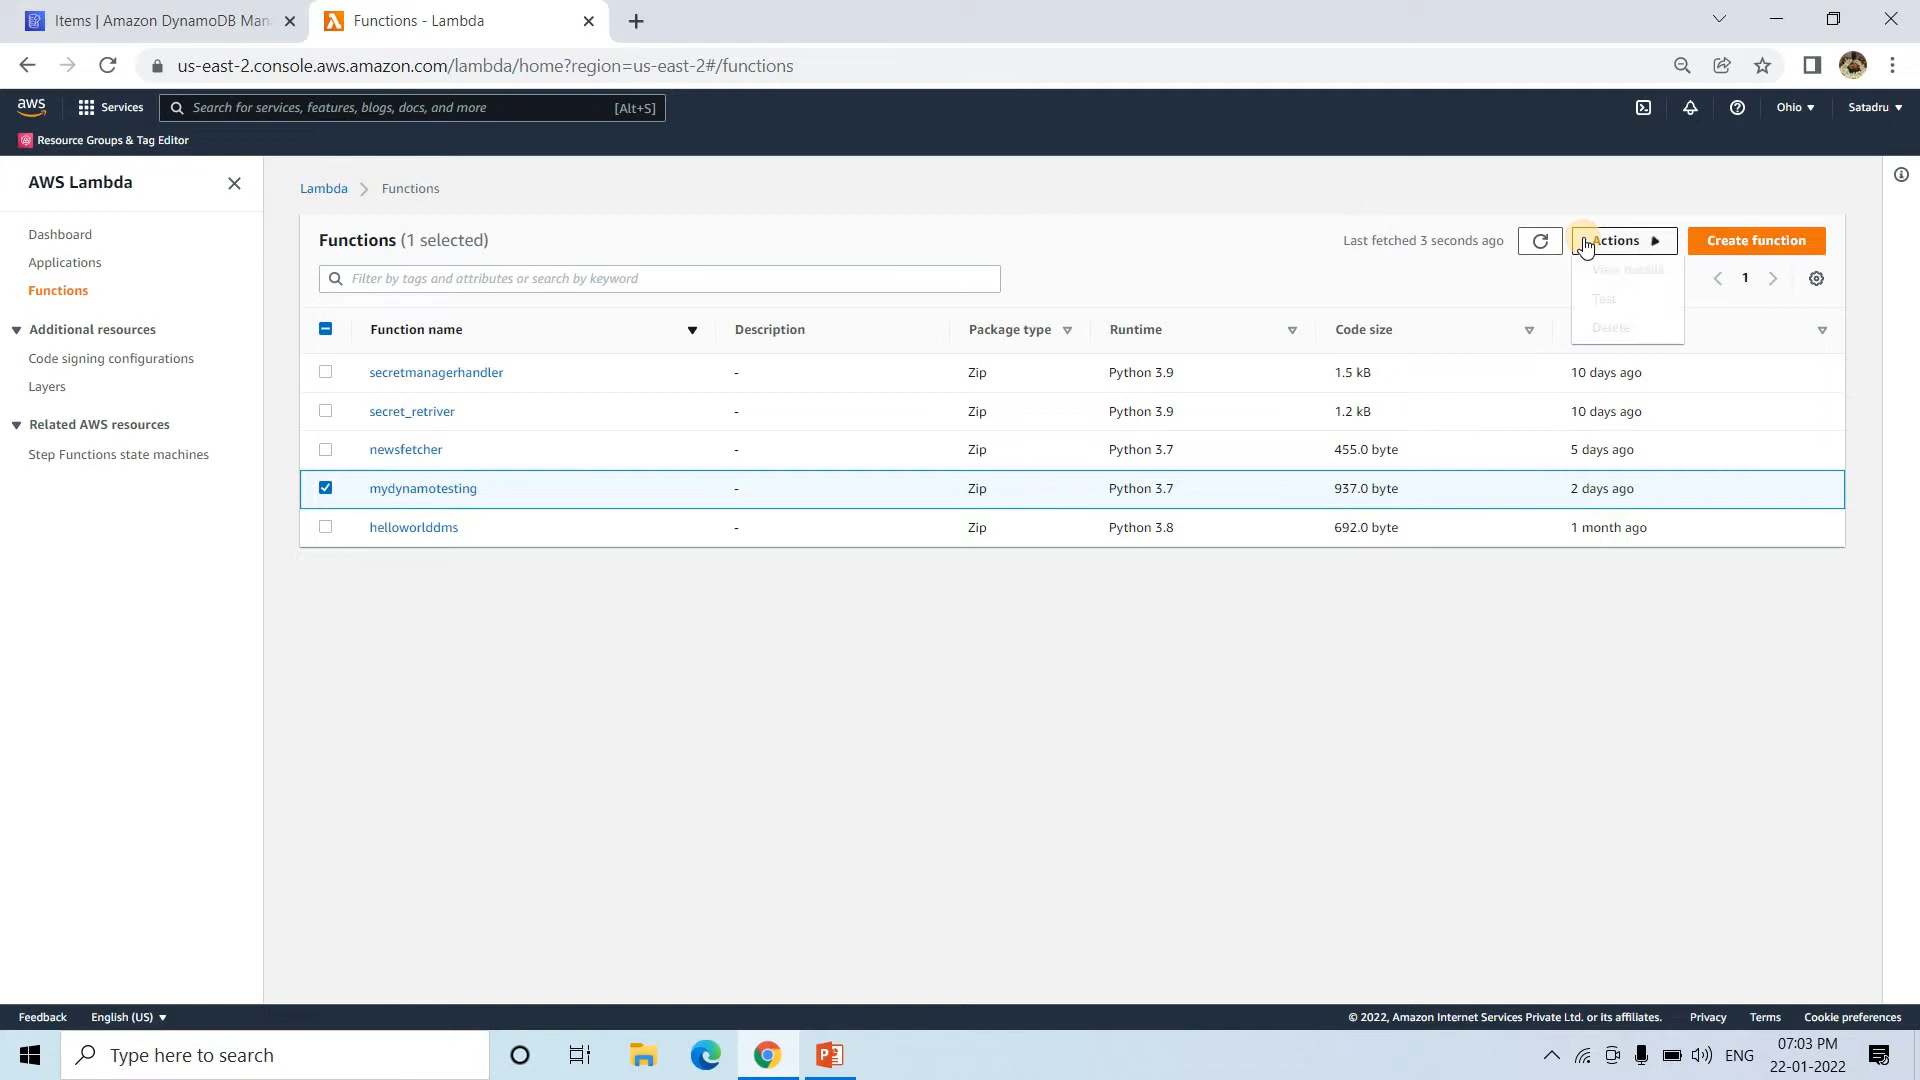 Items | Amazon DynamoDB Man
Functions - Lambda
us-east-2.console.aws.amazon.com/lambda/home?region=us-east-2#/functions
aws
Services
Search for services, features, blogs, docs, and more
[Alt+S]
Ohio
Satadru
Resource Groups & Tag Editor
AWS Lambda
Dashboard
Applications
Functions
Additional resources
Code signing configurations
Layers
Related AWS resources
Step Functions state machines
Lambda
Functions
Functions (1 selected)
Last fetched 3 seconds ago
Actions
Create function
View details
Test
Delete
Filter by tags and attributes or search by keyword
1
Function name
Description
Package type
Runtime
Code size
secretmanagerhandler - Zip Python 3.9 1.5 kB 10 days ago
secret_retriver - Zip Python 3.9 1.2 kB 10 days ago
newsfetcher - Zip Python 3.7 455.0 byte 5 days ago
mydynamotesting - Zip Python 3.7 937.0 byte 2 days ago
helloworlddms - Zip Python 3.8 692.0 byte 1 month ago
Feedback
English (US)
© 2022, Amazon Internet Services Private Ltd. or its affiliates.
Privacy
Terms
Cookie preferences
Type here to search
ENG
07:03 PM
22-01-2022